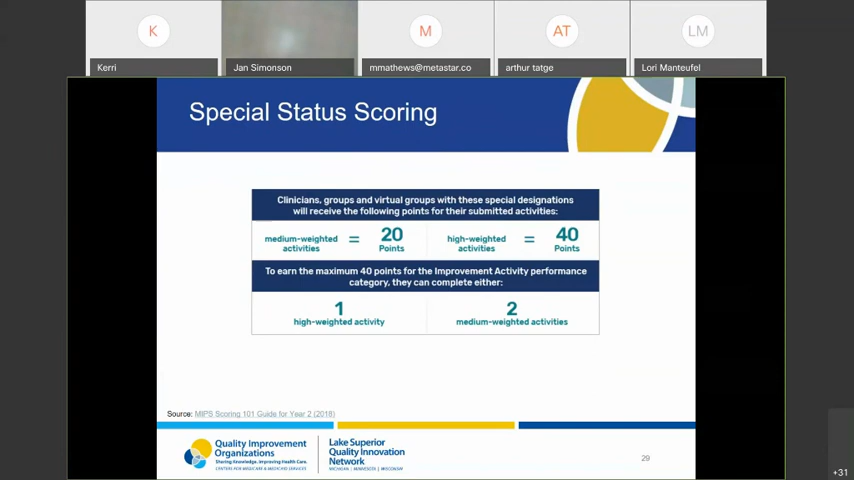 K
M
AT
LM
Kerri
Jan Simonson
mmathews@metastar.co
arthur tatge
Lori Manteufel
Special Status Scoring
Clinicians, groups and virtual groups with these special designations
will receive the following points for their submitted activities:
medium-weighted
activities
=
20
Points
high-weighted
activities
=
40
Points
To earn the maximum 40 points for the Improvement Activity performance
category, they can complete either:
1
high-weighted activity
2
medium-weighted activities
Source: MIPS Scoring 101 Guide for Year 2 (2018)
Quality Improvement
Organizations
Sharing Knowledge. Improving Health Care.
CENTERS FOR MEDICARE & MEDICAID SERVICES
Lake Superior
Quality Innovation
Network
MICHIGAN | MINNESOTA | WISCONSIN
29
+31